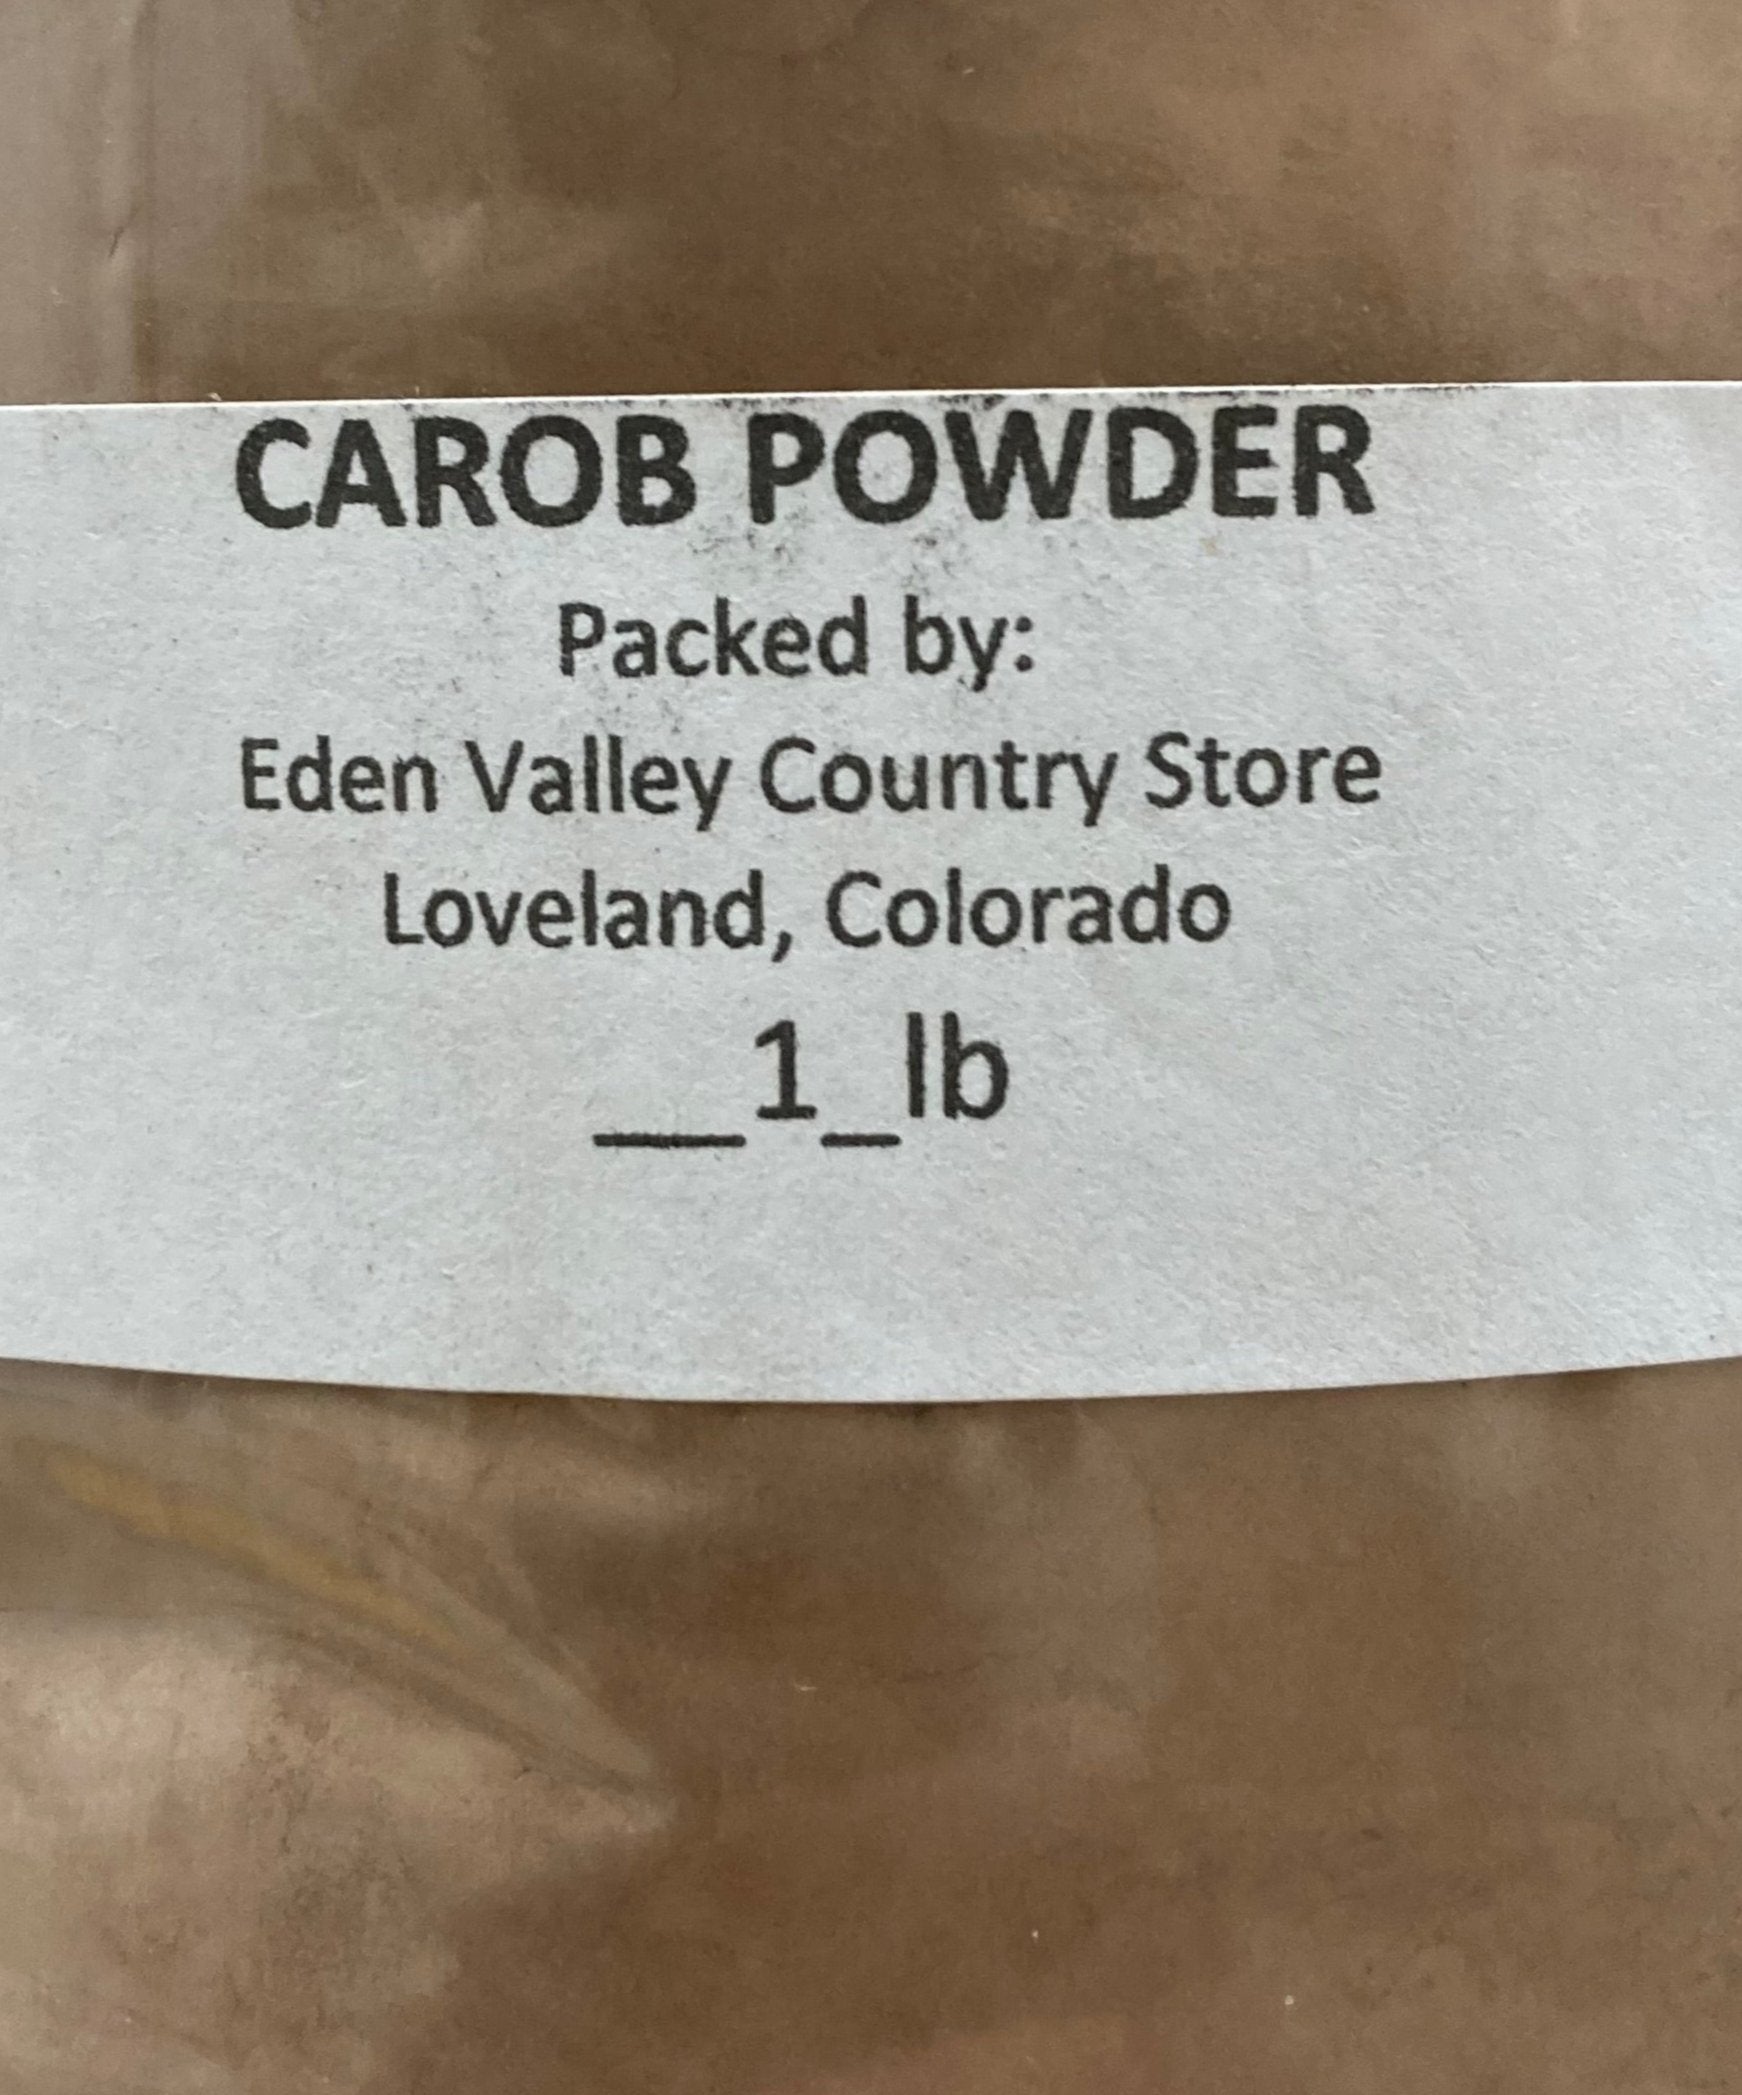 CAROB POWDER
Packed by:
Eden Valley Country Store
Loveland, Colorado
__1_lb